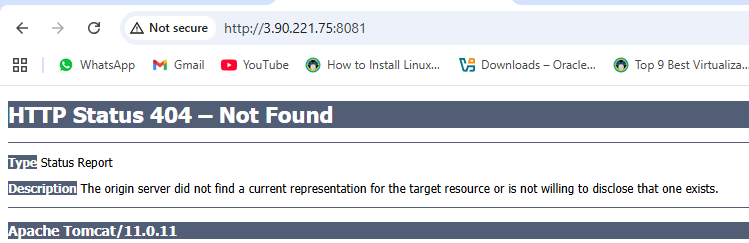 Not secure http://3.90.221.75:8081
WhatsApp Gmail YouTube How to Install Linux... Downloads – Oracle... Top 9 Best Virtualiza...
HTTP Status 404 – Not Found
Type Status Report
Description The origin server did not find a current representation for the target resource or is not willing to disclose that one exists.
Apache Tomcat/11.0.11